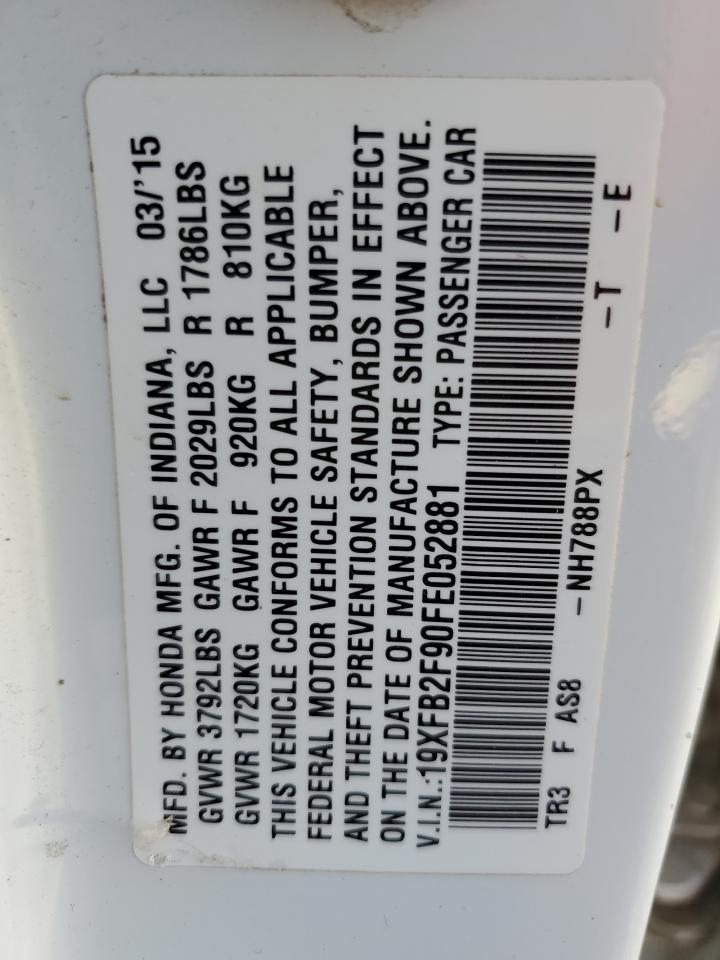 MFD. BY HONDA MFG. OF INDIANA, LLC 03/'15
GVWR 3792LBS GAWR F 2029LBS R 1786LBS
GVWR 1720KG GAWR F 920KG R 810KG
THIS VEHICLE CONFORMS TO ALL APPLICABLE
FEDERAL MOTOR VEHICLE SAFETY, BUMPER,
AND THEFT PREVENTION STANDARDS IN EFFECT
ON THE DATE OF MANUFACTURE SHOWN ABOVE.
V.I.N.:19XFB2F90FE052881 TYPE: PASSENGER CAR
TR3 F AS8 -NH788PX -T -E